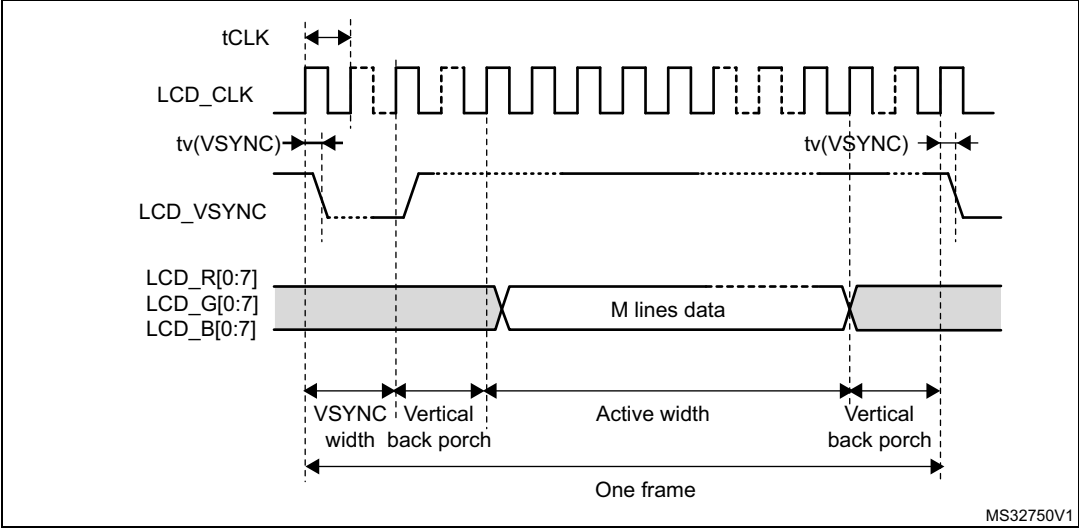 tCLK
LCD_CLK
tv(VSYNC)
tv(VSYNC)
LCD_VSYNC
LCD_R[0:7]
LCD_G[0:7]
LCD_B[0:7]
M lines data
VSYNC width
Vertical back porch
Active width
Vertical back porch
One frame
MS32750V1